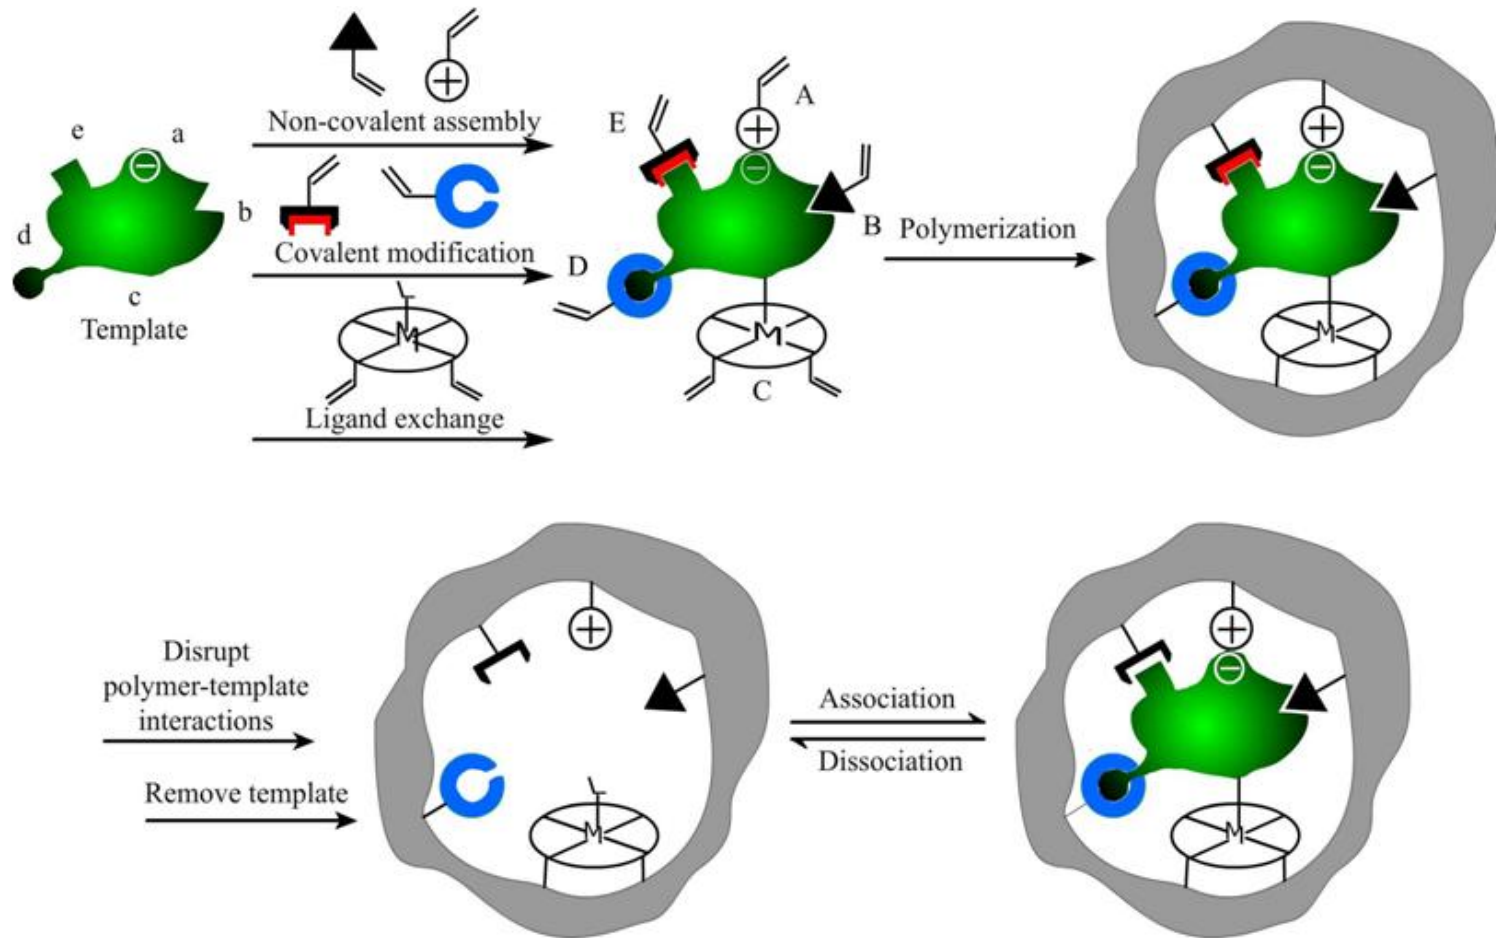 Non-covalent assembly
e
a
b
Covalent modification
d
c
Template
L
M
Ligand exchange
A
E
B
D
M
C
Polymerization
M
Disrupt
polymer-template
interactions
Remove template
L
M
Association
Dissociation
M